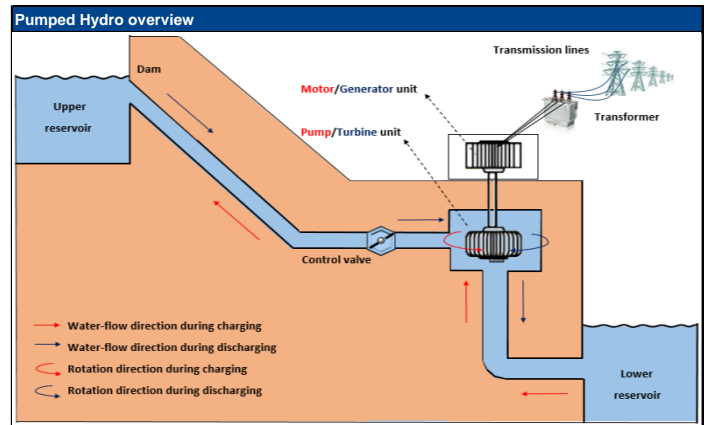 Pumped Hydro overview
Dam
Transmission lines
Upper
reservoir
Motor/Generator unit
Transformer
Pump/Turbine unit
Control valve
Water-flow direction during charging
Water-flow direction during discharging
Rotation direction during charging
Rotation direction during discharging
Lower
reservoir